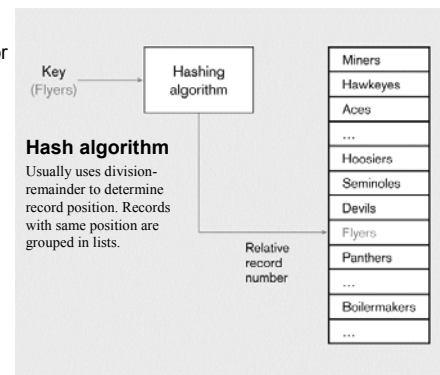 or
Key
(Flyers)
Hashing
algorithm
Hash algorithm
Usually uses division-
remainder to determine
record position. Records
with same position are
grouped in lists.
Relative
record
number
Miners
Hawkeyes
Aces
...
Hoosiers
Seminoles
Devils
Flyers
Panthers
...
Boilermakers
...